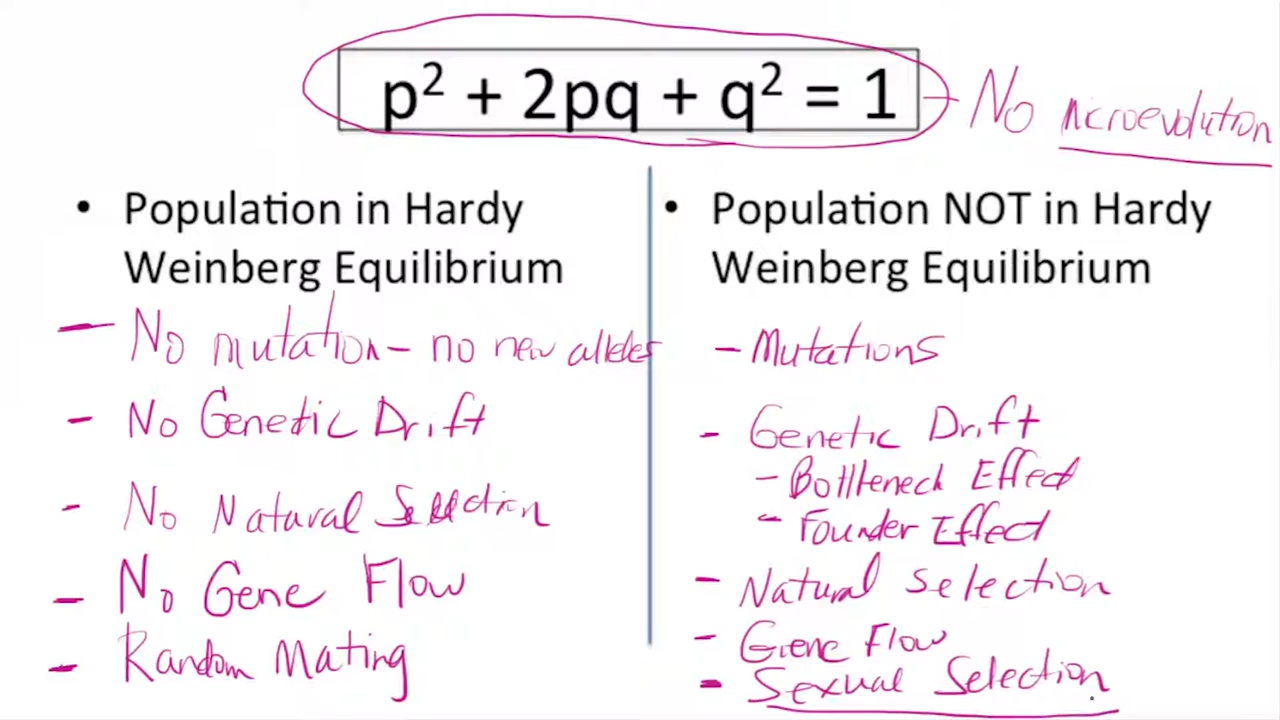 p² + 2pq + q² = 1 - No microevolution
• Population in Hardy
Weinberg Equilibrium
- No mutation - no new alleles
- No Genetic Drift
- No Natural Selection
- No Gene Flow
- Random Mating
• Population NOT in Hardy
Weinberg Equilibrium
- Mutations
- Genetic Drift
- Bottleneck Effect
- Founder Effect
- Natural Selection
- Gene Flow
- Sexual Selection